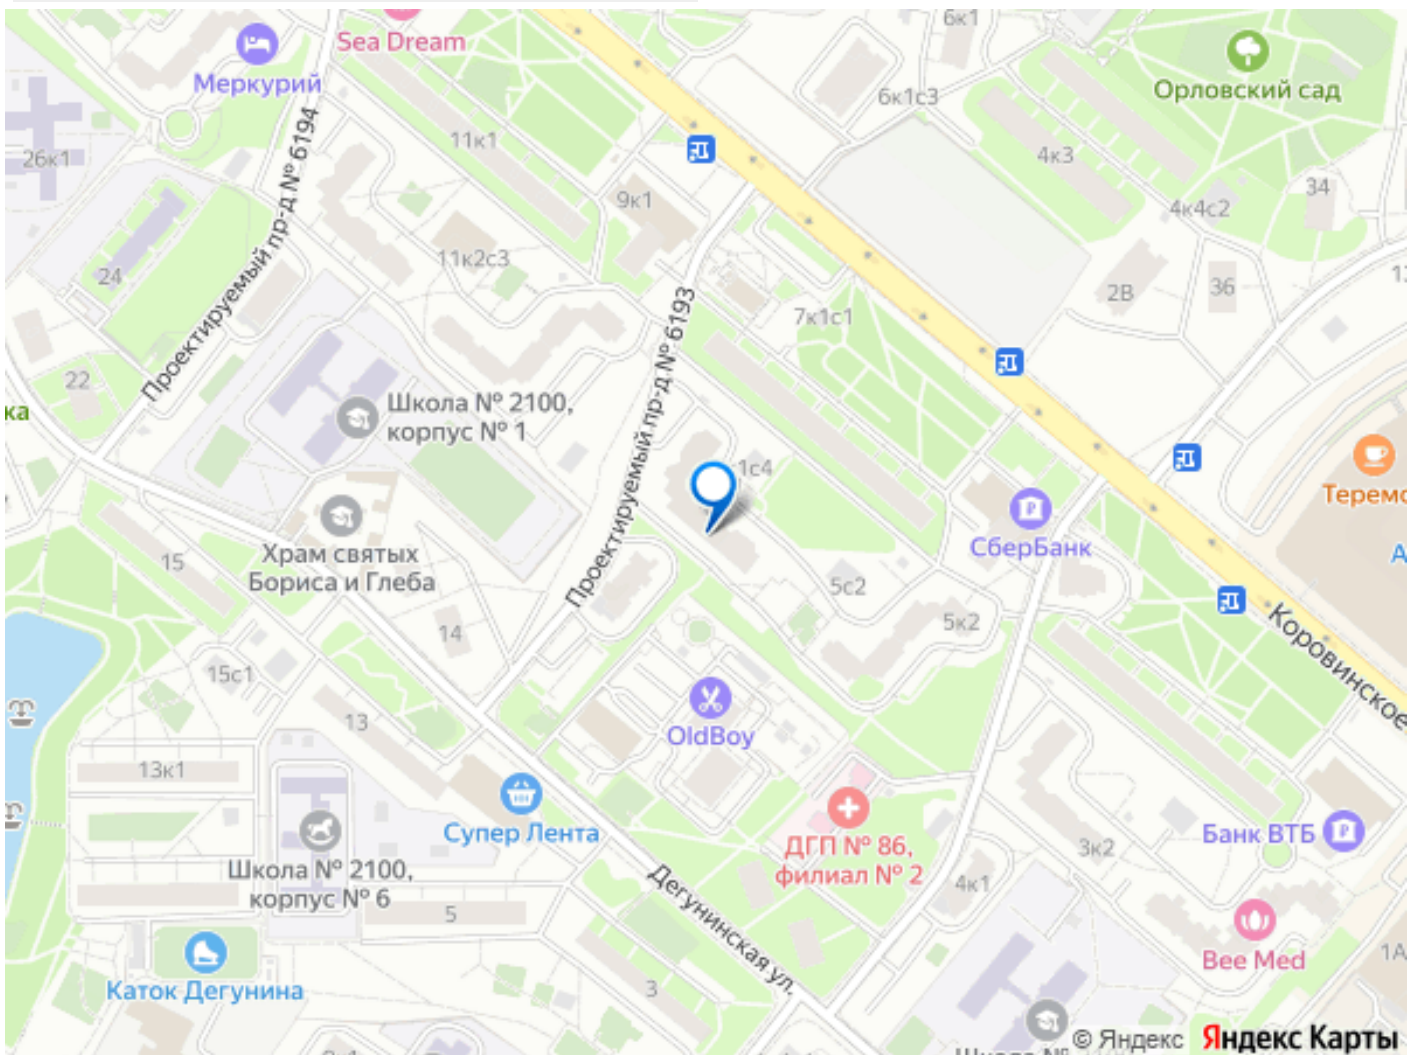 6к1
Sea Dream
Меркурий
Орловский сад
6к1с3
11к1
4к3
26к1
Проектируемый пр-д № 6194
34
9к1
4к4с2
11к2с3
24
2В
36
7к1с1
Проектируемый пр-д № 6193
22
ка
Школа № 2100,
корпус № 1
1с4
Теремо
СберБанк
Храм святых
Бориса и Глеба
15
5с2
5к2
14
Коровинское
15с1
13
OldBoy
13к1
Супер Лента
ДГП № 86,
филиал № 2
Банк ВТБ
3к2
Школа № 2100,
корпус № 6
4к1
5
Дегунинская ул.
Bee Med
1А
Каток Дегунина
3
© Яндекс
Яндекс Карты